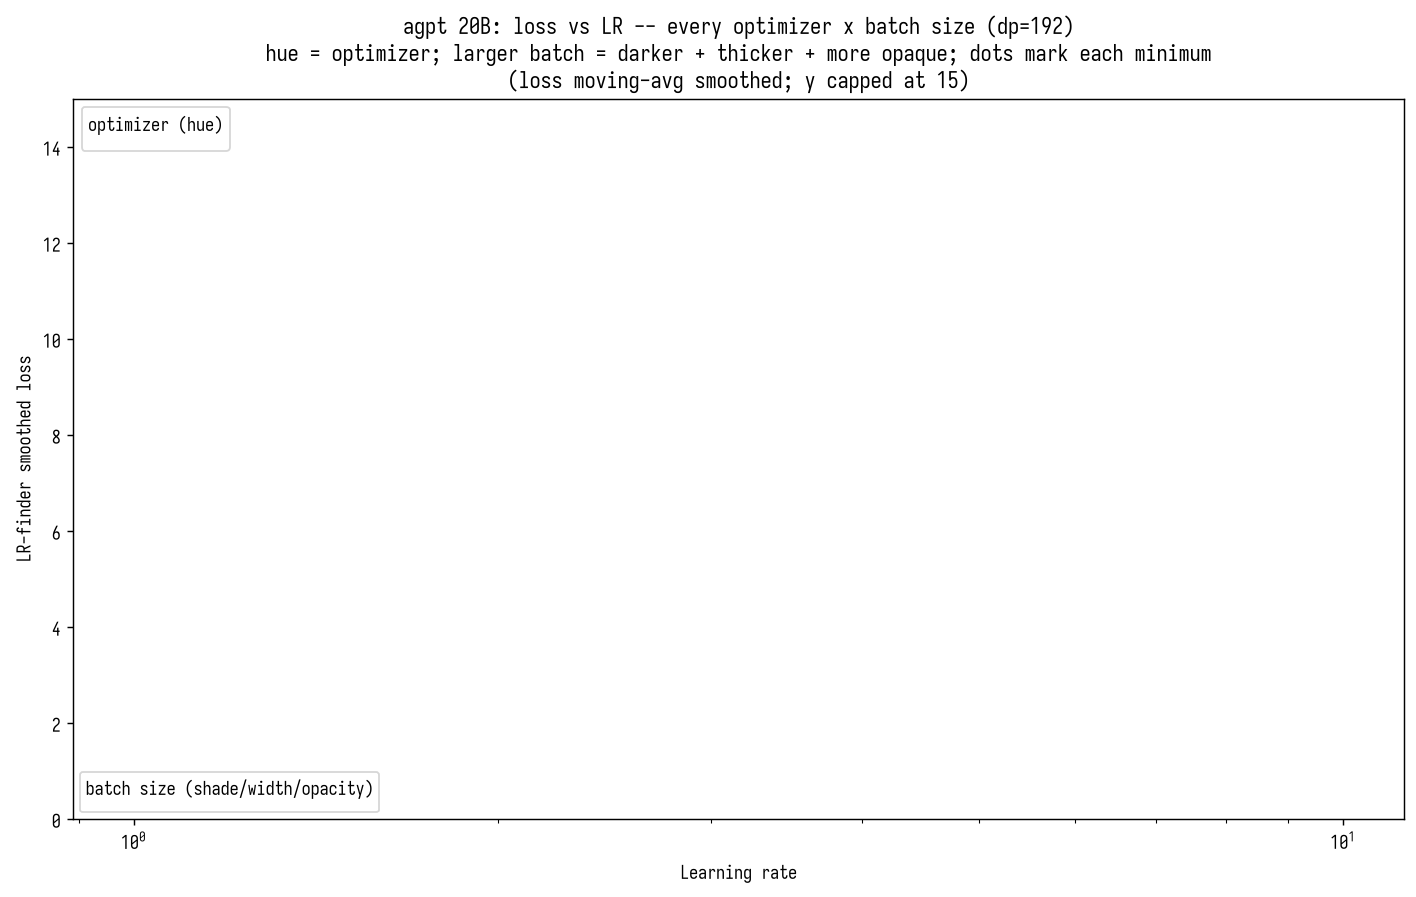 agpt 20B: loss vs LR -- every optimizer x batch size (dp=192)
hue = optimizer; larger batch = darker + thicker + more opaque; dots mark each minimum
(loss moving-avg smoothed; y capped at 15)
optimizer (hue)
14
12
10
8
6
4
2
0
LR-finder smoothed loss
batch size (shade/width/opacity)
10⁰
10¹
Learning rate